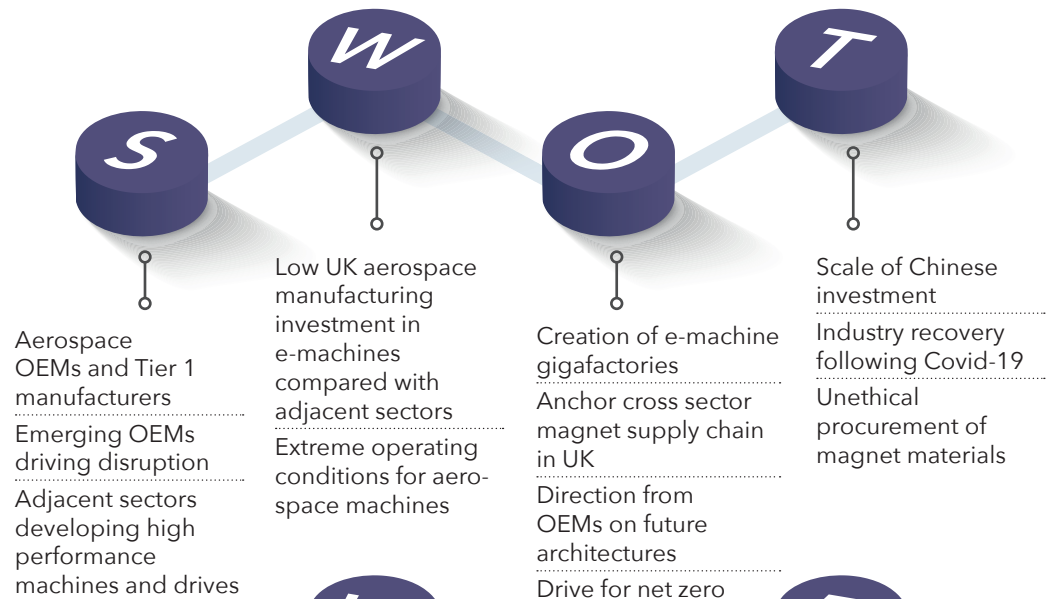 S
Aerospace
OEMs and Tier 1
manufacturers
Emerging OEMs
driving disruption
Adjacent sectors
developing high
performance
machines and drives
W
Low UK aerospace
manufacturing
investment in
e-machines
compared with
adjacent sectors
Extreme operating
conditions for aero-
space machines
O
Creation of e-machine
gigafactories
Anchor cross sector
magnet supply chain
in UK
Direction from
OEMs on future
architectures
Drive for net zero
T
Scale of Chinese
investment
Industry recovery
following Covid-19
Unethical
procurement of
magnet materials